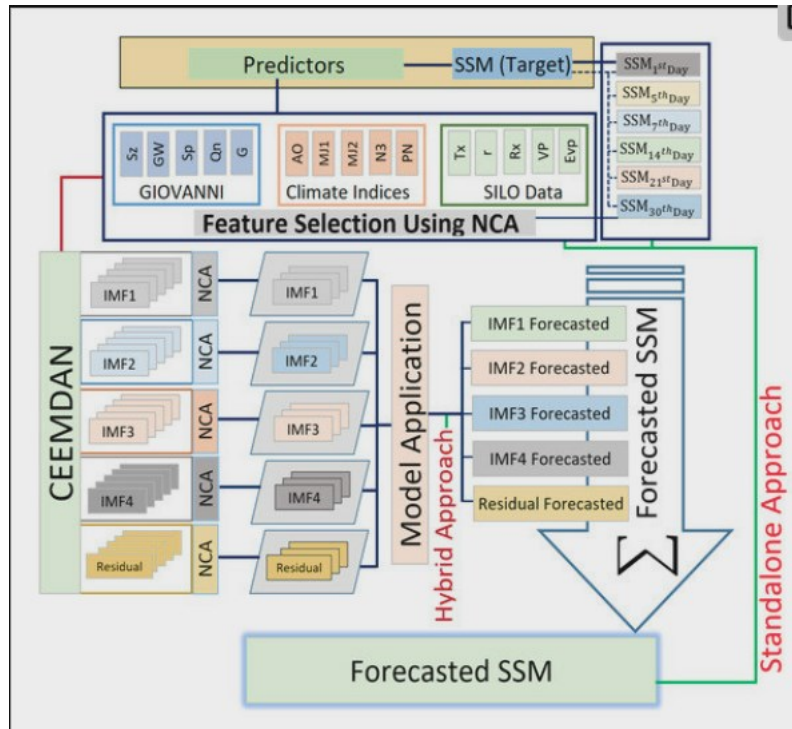 Predictors
SSM (Target)
SSM1stDay
SSM5thDay
SSM7thDay
SSM14thDay
SSM21stDay
SSM30thDay
Sz
GW
Sp
Qn
G
GIOVANNI
AO
MJ1
MJ2
N3
PN
Climate Indices
Tx
r
Rx
VP
Evp
SILO Data
Feature Selection Using NCA
CEEMDAN
IMF1
NCA
IMF1
IMF2
NCA
IMF2
IMF3
NCA
IMF3
IMF4
NCA
IMF4
Residual
NCA
Residual
Model Application
Hybrid Approach
IMF1 Forecasted
IMF2 Forecasted
IMF3 Forecasted
IMF4 Forecasted
Residual Forecasted
Forecasted SSM
∑
Standalone Approach
Forecasted SSM